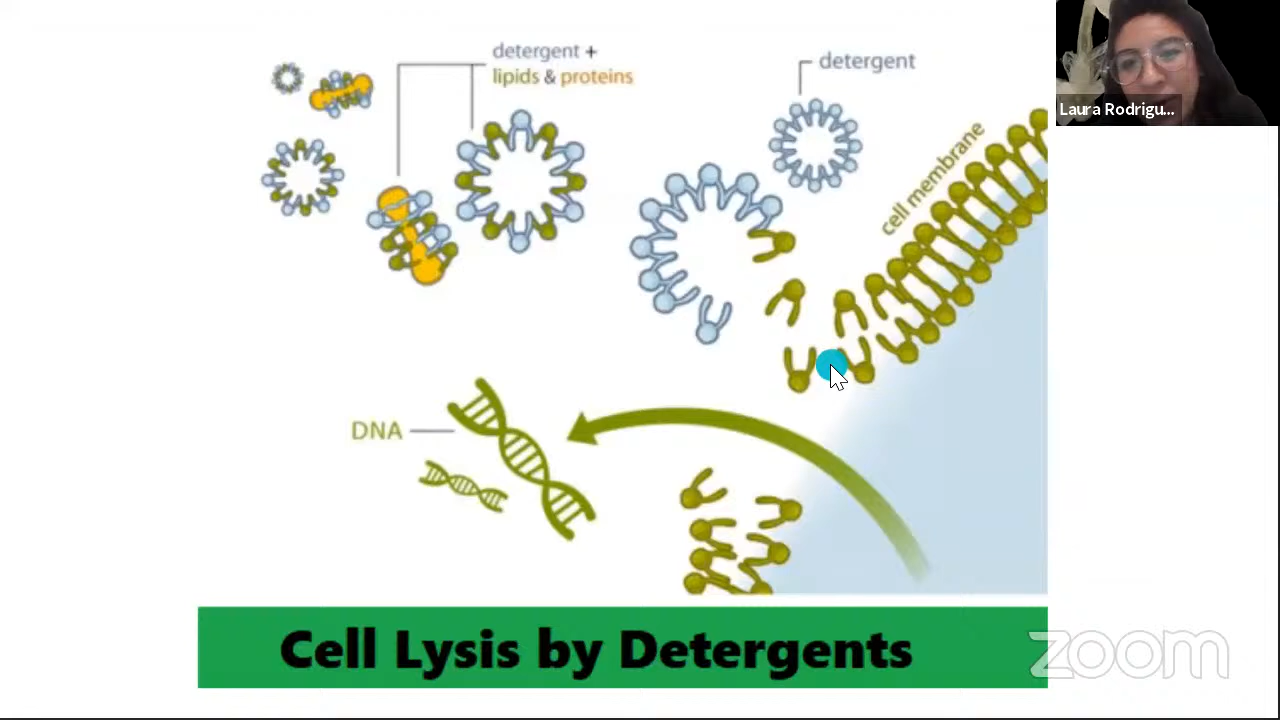 detergent +
lipids & proteins
detergent
Laura Rodrigu...
cell membrane
DNA
Cell Lysis by Detergents
zoom